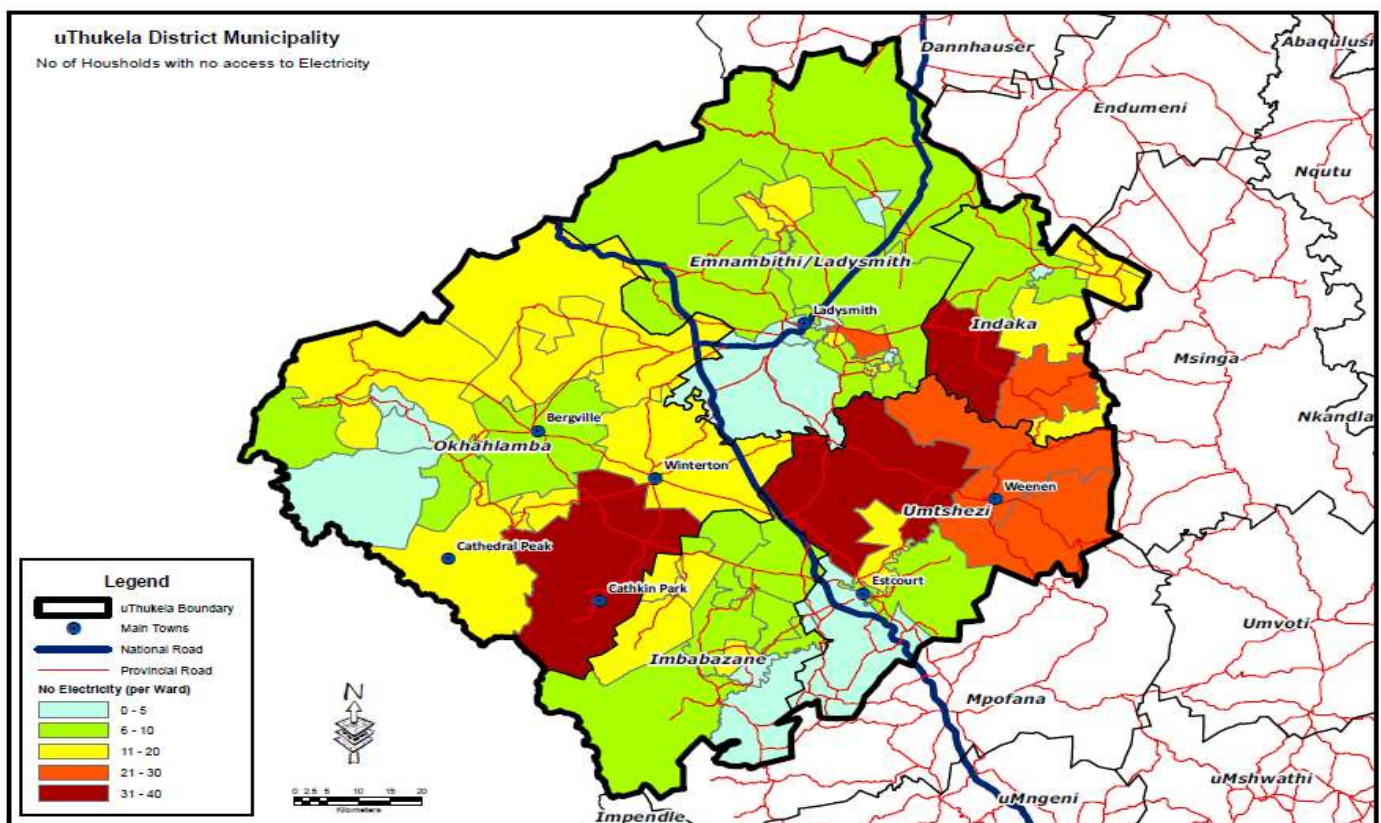 uThukela District Municipality
No of Housholds with no access to Electricity
Dannhauser
Abaqulusi
Endumeni
Nqutu
Emnambithi/Ladysmith
Ladysmith
Indaka
Msinga
Nkandla
Bergville
Okhahlamba
Winterton
Weenen
Umtshezi
Cathedral Peak
Cathkin Park
Estcourt
Umvoti
Imbabazane
Mpofana
uMshwathi
uMngeni
Impendle
Legend
uThukela Boundary
Main Towns
National Road
Provincial Road
No Electricity (per Ward)
0 - 5
6 - 10
11 - 20
21 - 30
31 - 40
N
0 2.5 5 10 15 20
Kilometers